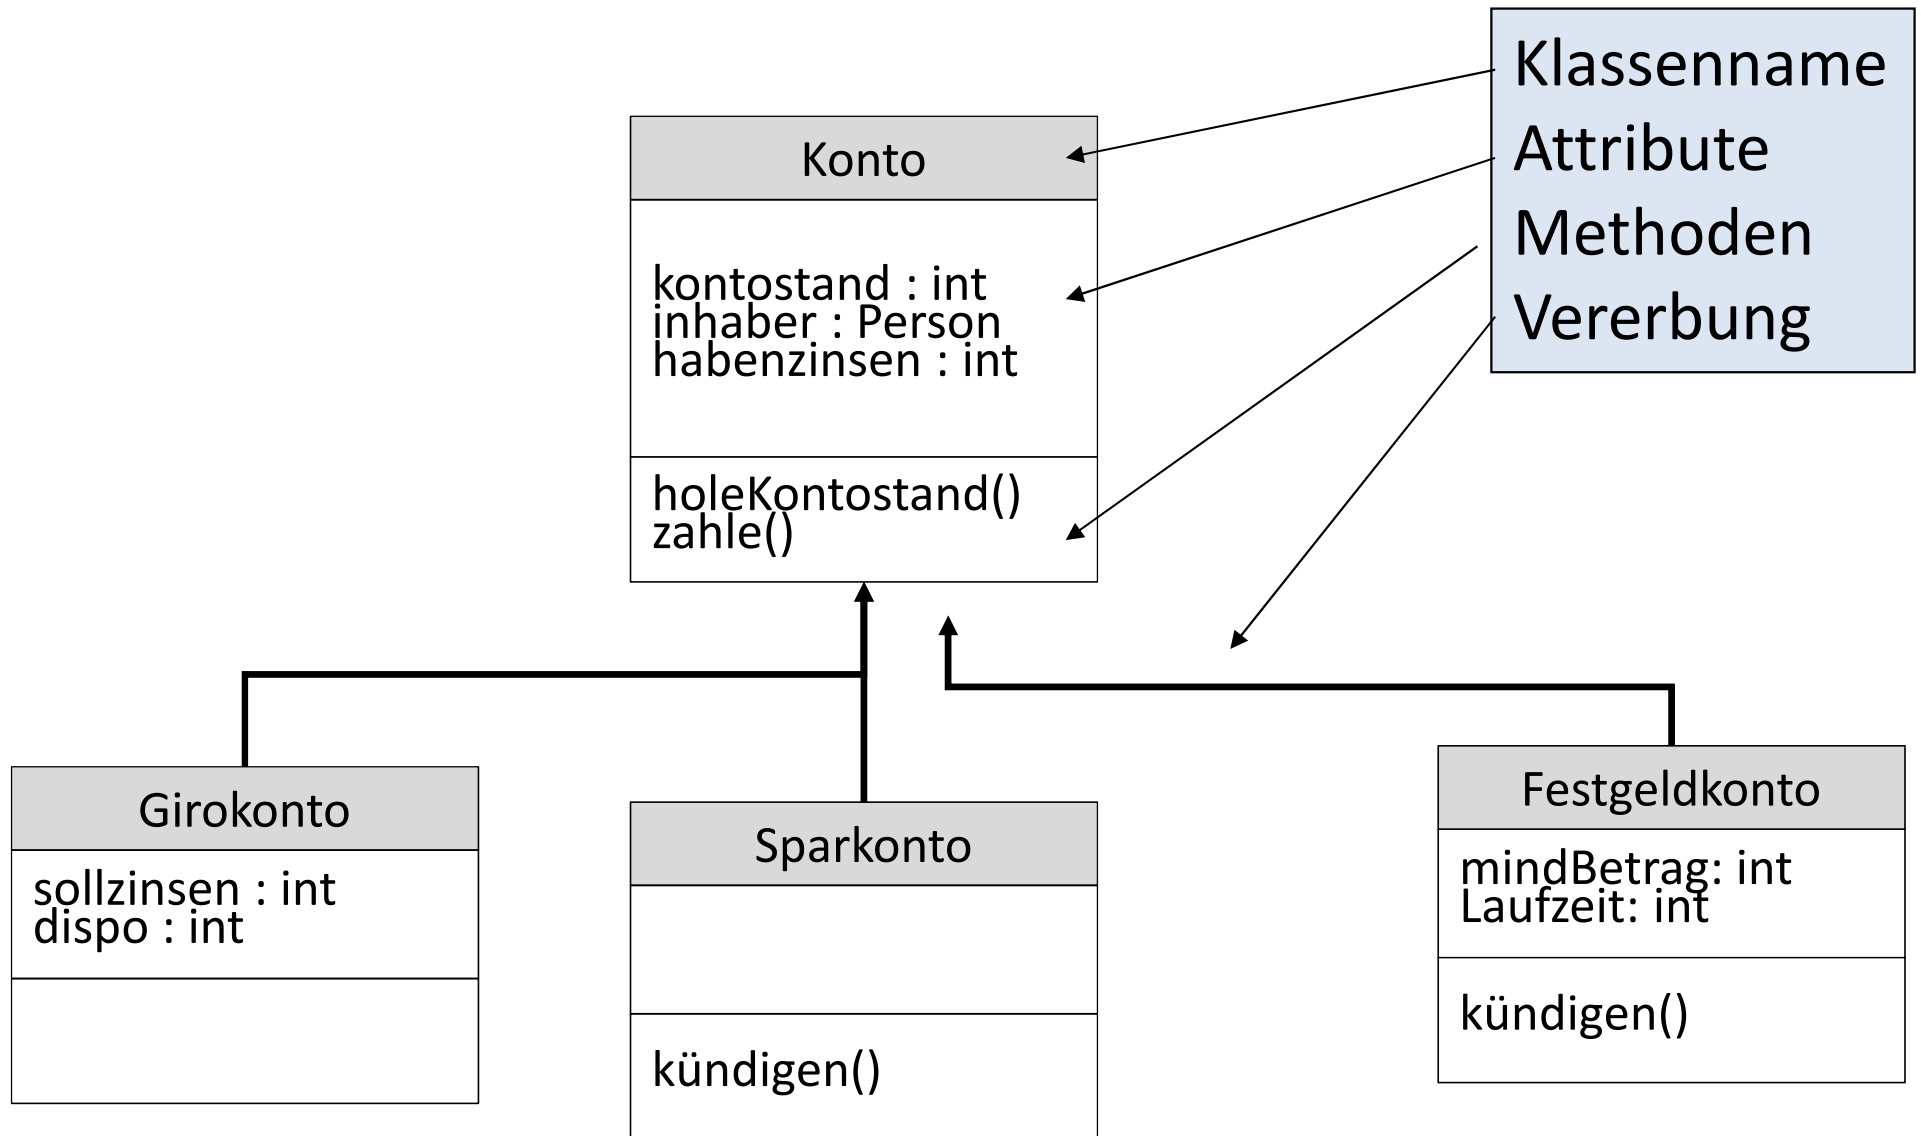 Klassenname
Attribute
Methoden
Vererbung
Konto
kontostand : int
inhaber : Person
habenzinsen : int
holeKontostand()
zahle()
Girokonto
sollzinsen : int
dispo : int
Sparkonto
kündigen()
Festgeldkonto
mindBetrag: int
Laufzeit: int
kündigen()